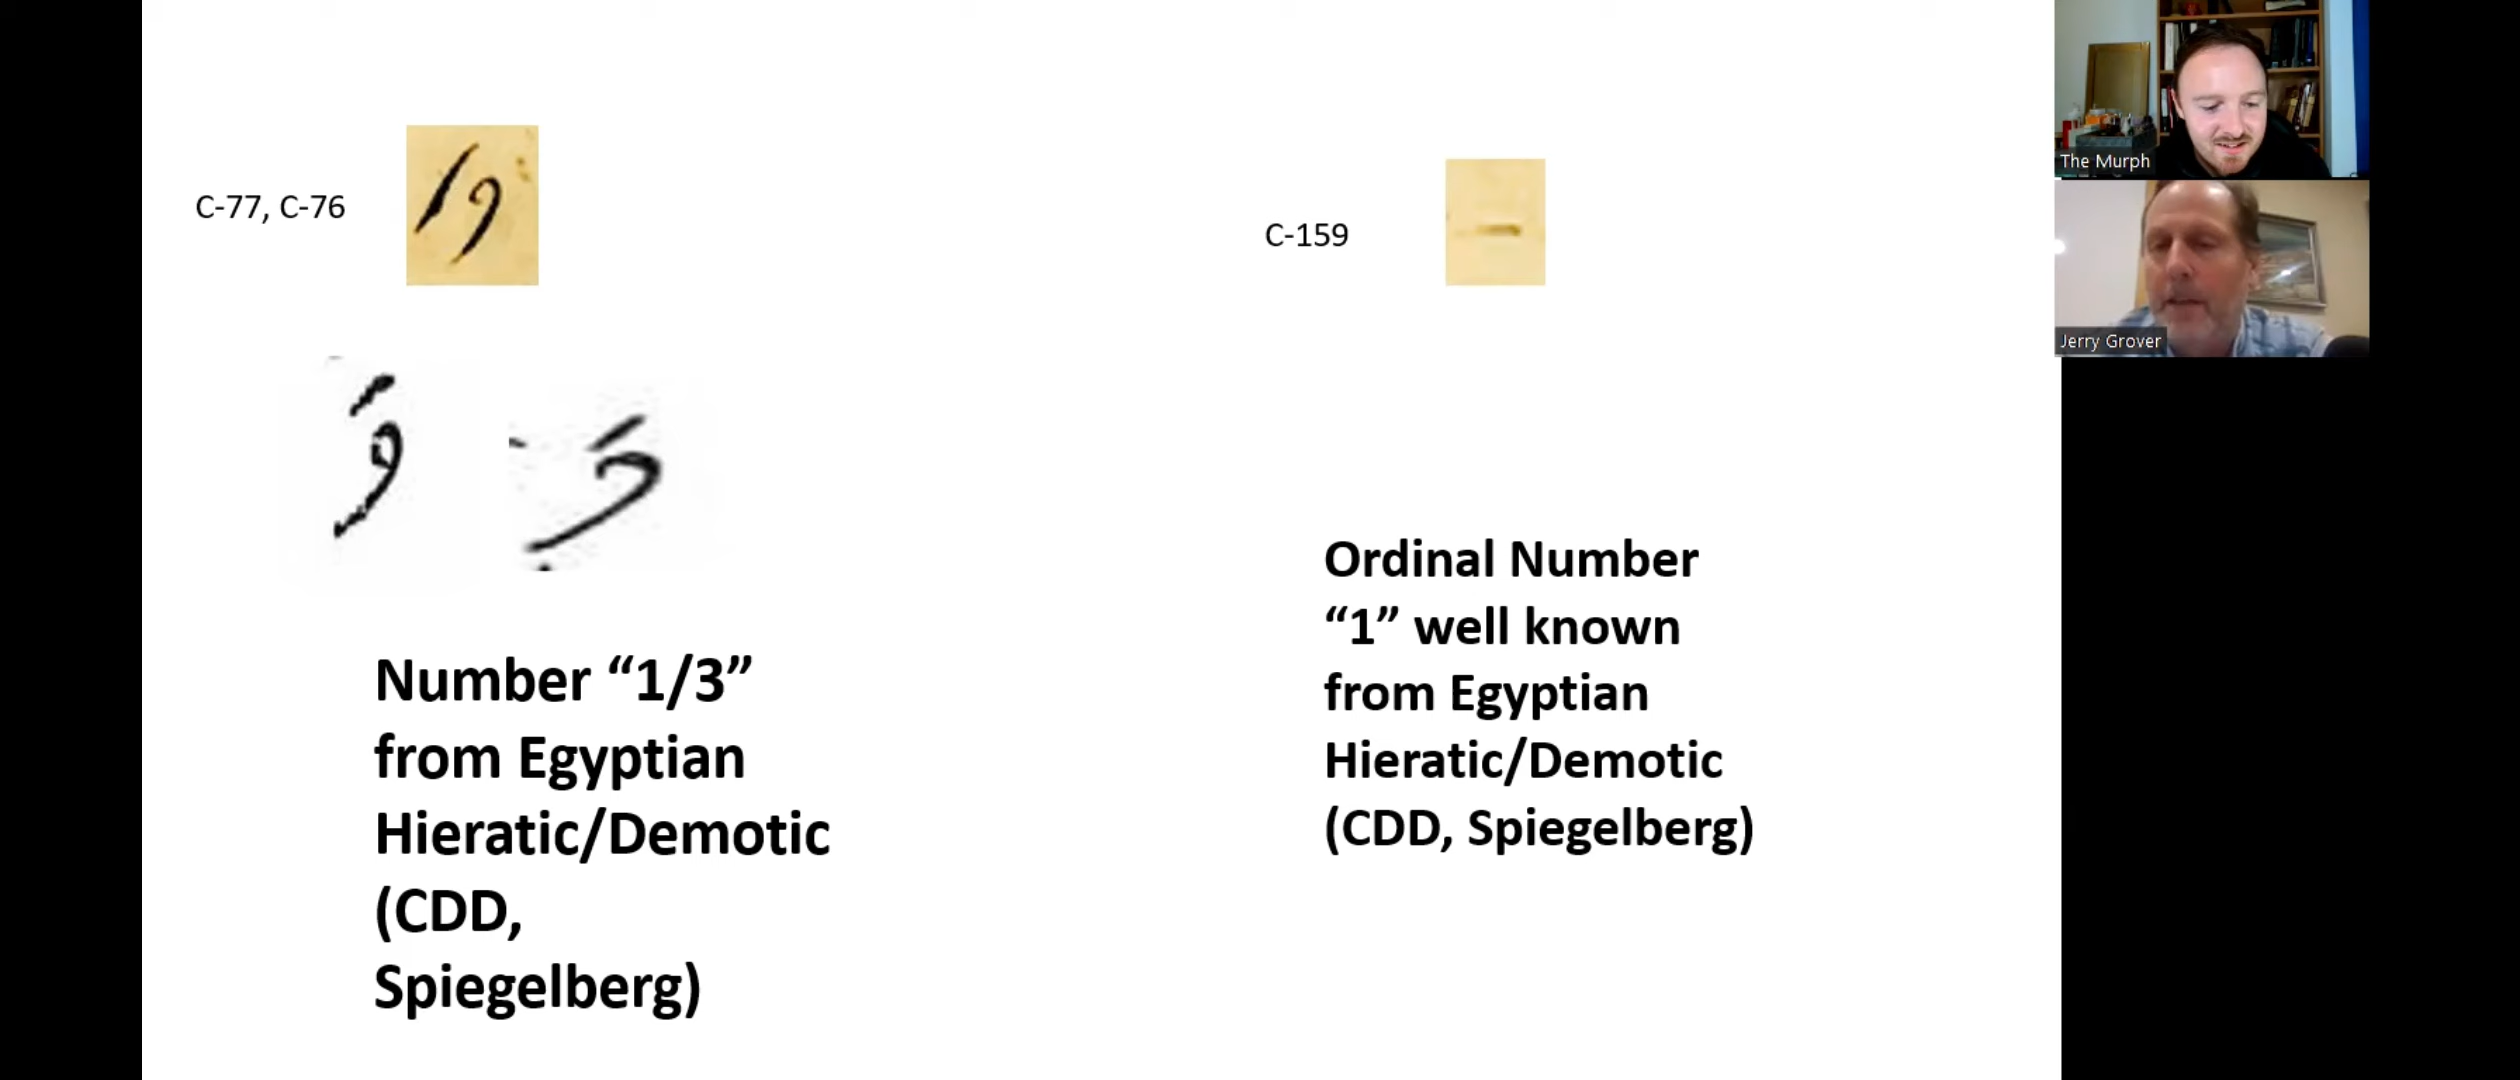 C-77, C-76
Number “1/3”
from Egyptian
Hieratic/Demotic
(CDD,
Spiegelberg)
C-159
Ordinal Number
“1” well known
from Egyptian
Hieratic/Demotic
(CDD, Spiegelberg)
The Murph
Jerry Grover